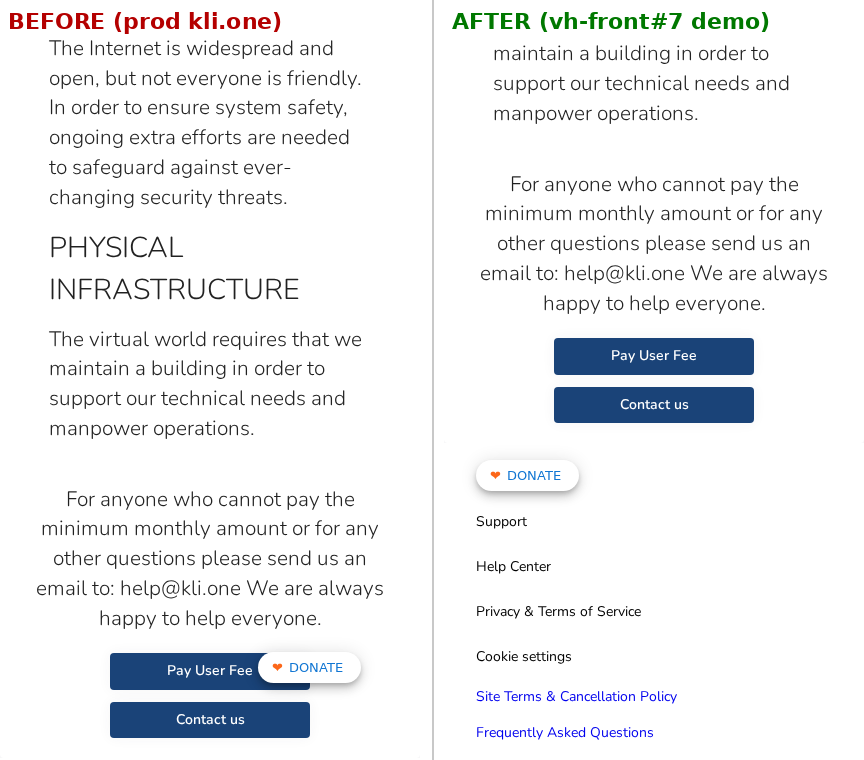 BEFORE (prod kli.one)
The Internet is widespread and
open, but not everyone is friendly.
In order to ensure system safety,
ongoing extra efforts are needed
to safeguard against ever-
changing security threats.
PHYSICAL
INFRASTRUCTURE
The virtual world requires that we
maintain a building in order to
support our technical needs and
manpower operations.
For anyone who cannot pay the
minimum monthly amount or for any
other questions please send us an
email to: help@kli.one We are always
happy to help everyone.
Pay User Fee
❤ DONATE
Contact us
AFTER (vh-front#7 demo)
maintain a building in order to
support our technical needs and
manpower operations.
For anyone who cannot pay the
minimum monthly amount or for any
other questions please send us an
email to: help@kli.one We are always
happy to help everyone.
Pay User Fee
Contact us
❤ DONATE
Support
Help Center
Privacy & Terms of Service
Cookie settings
Site Terms & Cancellation Policy
Frequently Asked Questions